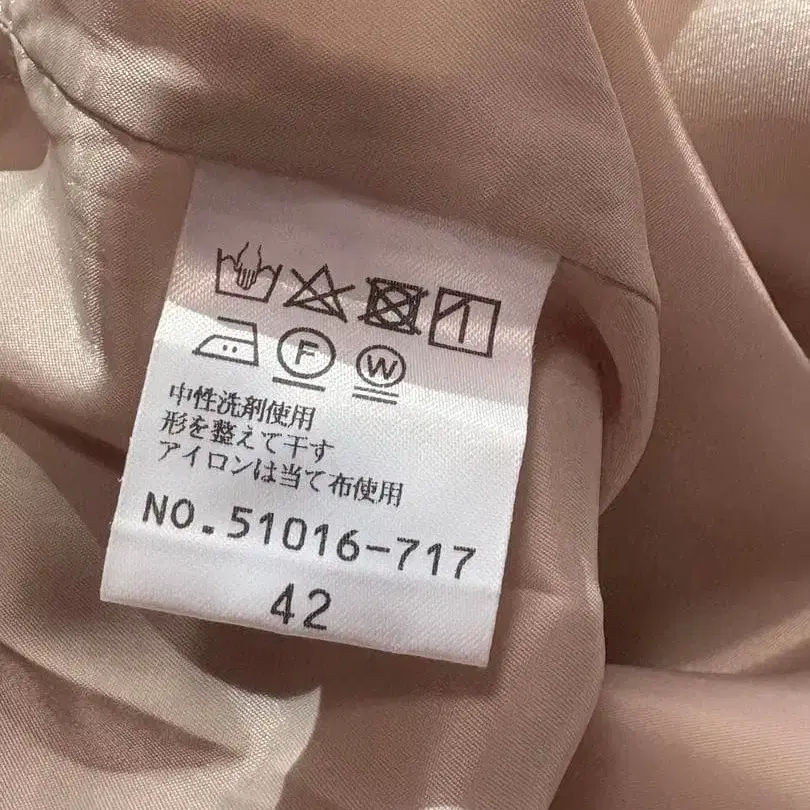 F W
中性洗剤使用
形を整えて干す
アイロンは当て布使用
NO.51016-717
42